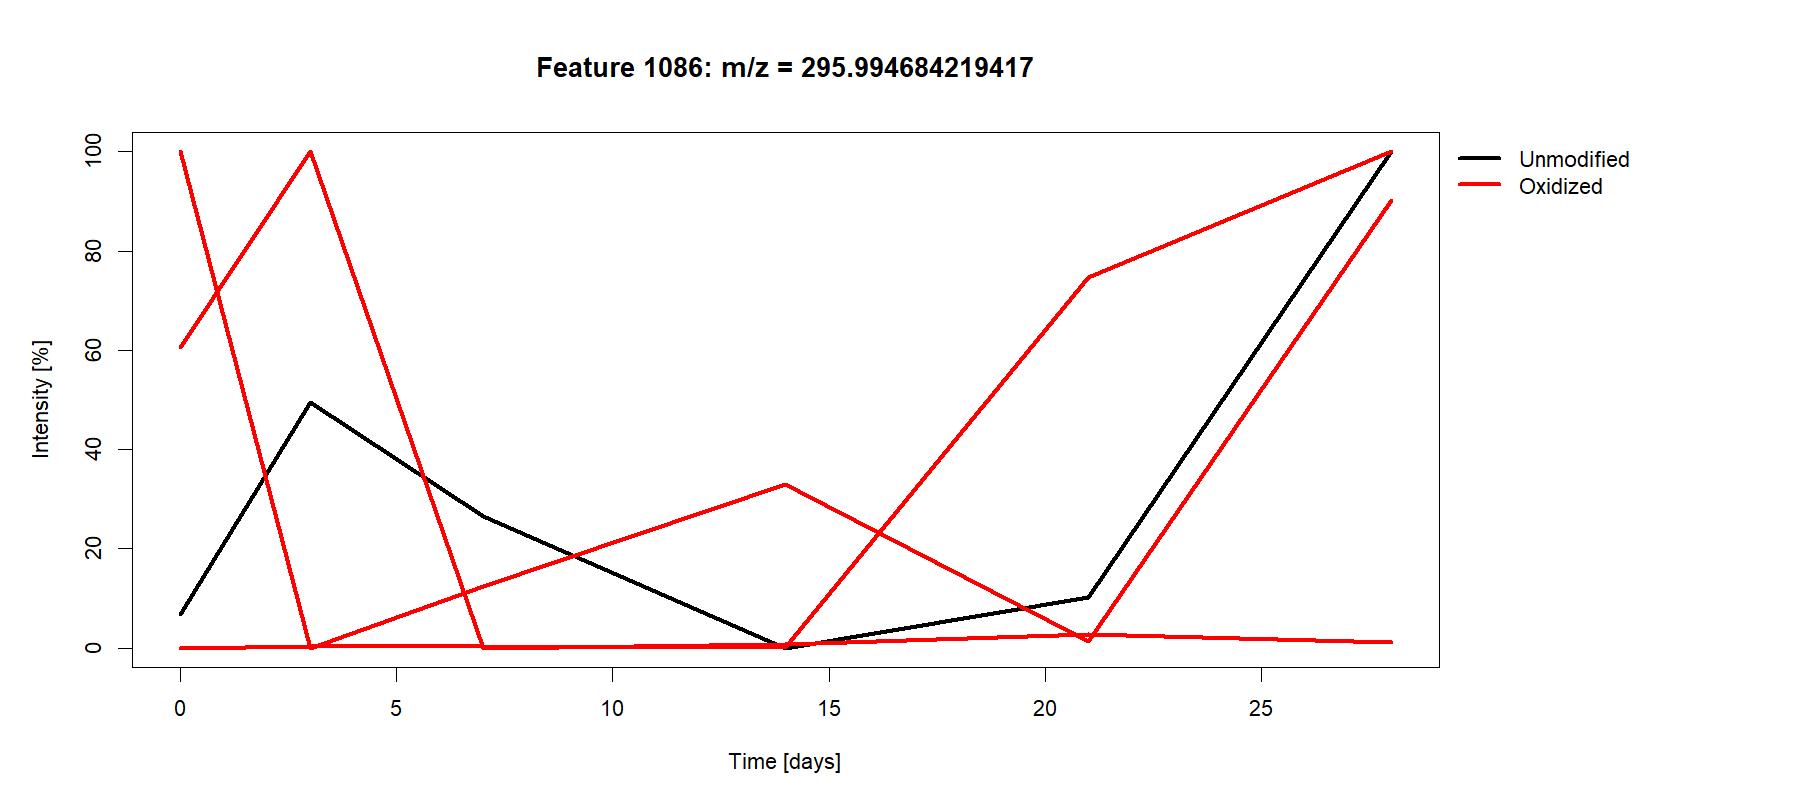 Feature 1086: m/z = 295.994684219417
Unmodified
Oxidized
Intensity [%]
100
80
60
40
20
0
0 5 10 15 20 25
Time [days]